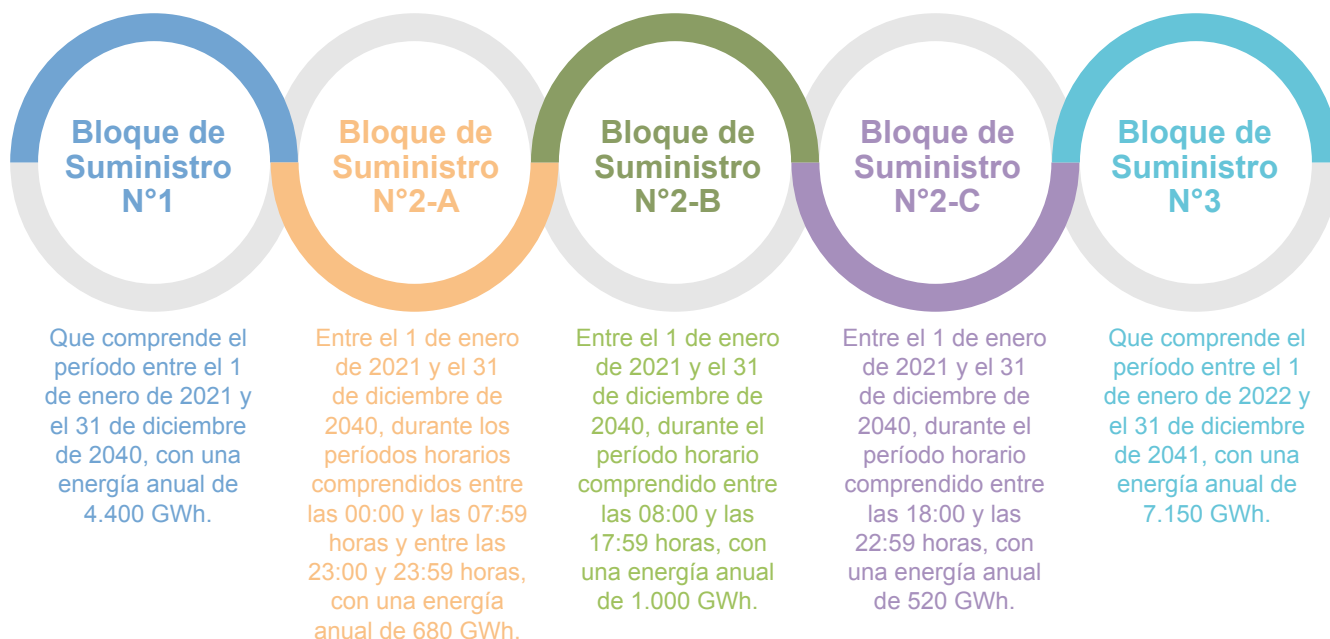 Bloque de
Suministro
N°1
Que comprende el
período entre el 1
de enero de 2021 y
el 31 de diciembre
de 2040, con una
energía anual de
4.400 GWh.
Bloque de
Suministro
N°2-A
Entre el 1 de enero
de 2021 y el 31
de diciembre de
2040, durante los
períodos horarios
comprendidos entre
las 00:00 y las 07:59
horas y entre las
23:00 y 23:59 horas,
con una energía
anual de 680 GWh.
Bloque de
Suministro
N°2-B
Entre el 1 de enero
de 2021 y el 31
de diciembre de
2040, durante el
período horario
comprendido entre
las 08:00 y las
17:59 horas, con
una energía anual
de 1.000 GWh.
Bloque de
Suministro
N°2-C
Entre el 1 de enero
de 2021 y el 31
de diciembre de
2040, durante el
período horario
comprendido entre
las 18:00 y las
22:59 horas, con
una energía anual
de 520 GWh.
Bloque de
Suministro
N°3
Que comprende el
período entre el 1
de enero de 2022 y
el 31 de diciembre
de 2041, con una
energía anual de
7.150 GWh.